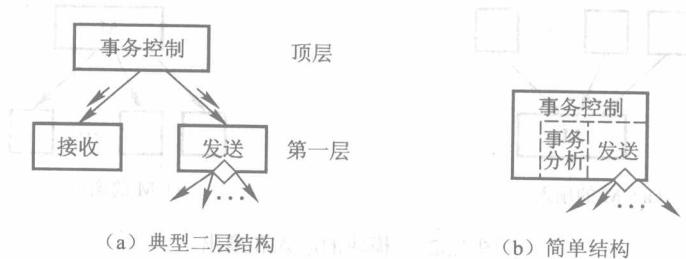 事务控制
顶层
接收
发送
第一层
…
(a) 典型二层结构
事务控制
事务
分析
发送
…
(b) 简单结构